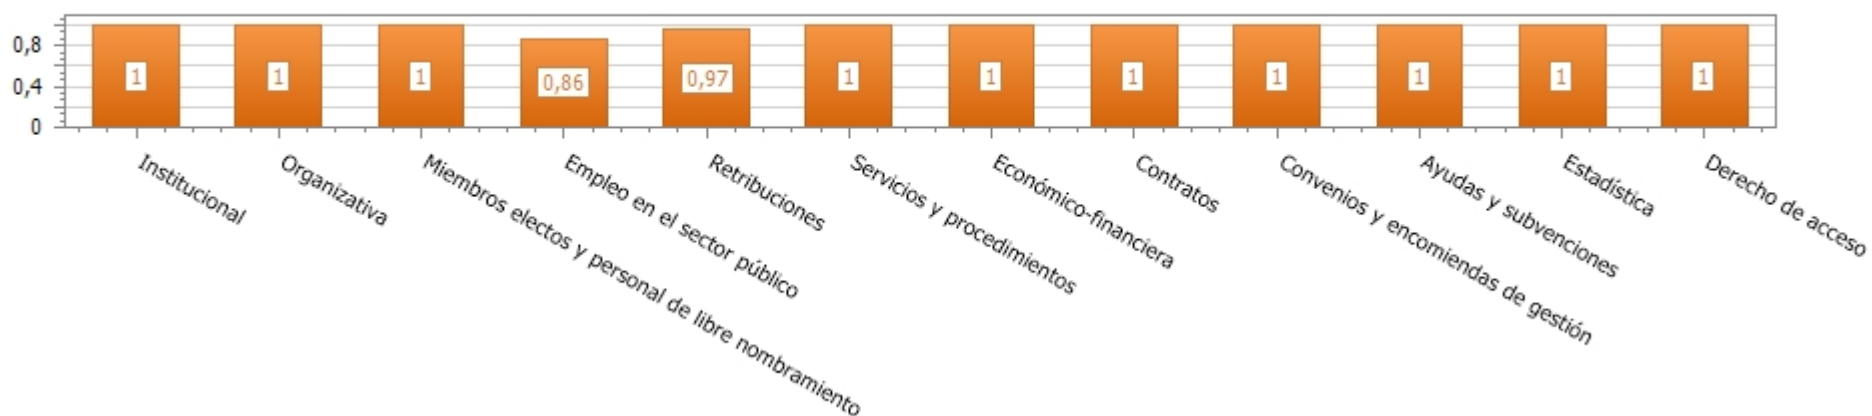 0,8
0,4
0
1
1
1
0,86
0,97
1
1
1
1
1
1
1
Institucional
Organizativa
Miembros electos y personal de libre nombramiento
Empleo en el sector público
Retribuciones
Servicios y procedimientos
Económico-financiera
Contratos
Convenios y encomiendas de gestión
Ayudas y subvenciones
Estadística
Derecho de acceso